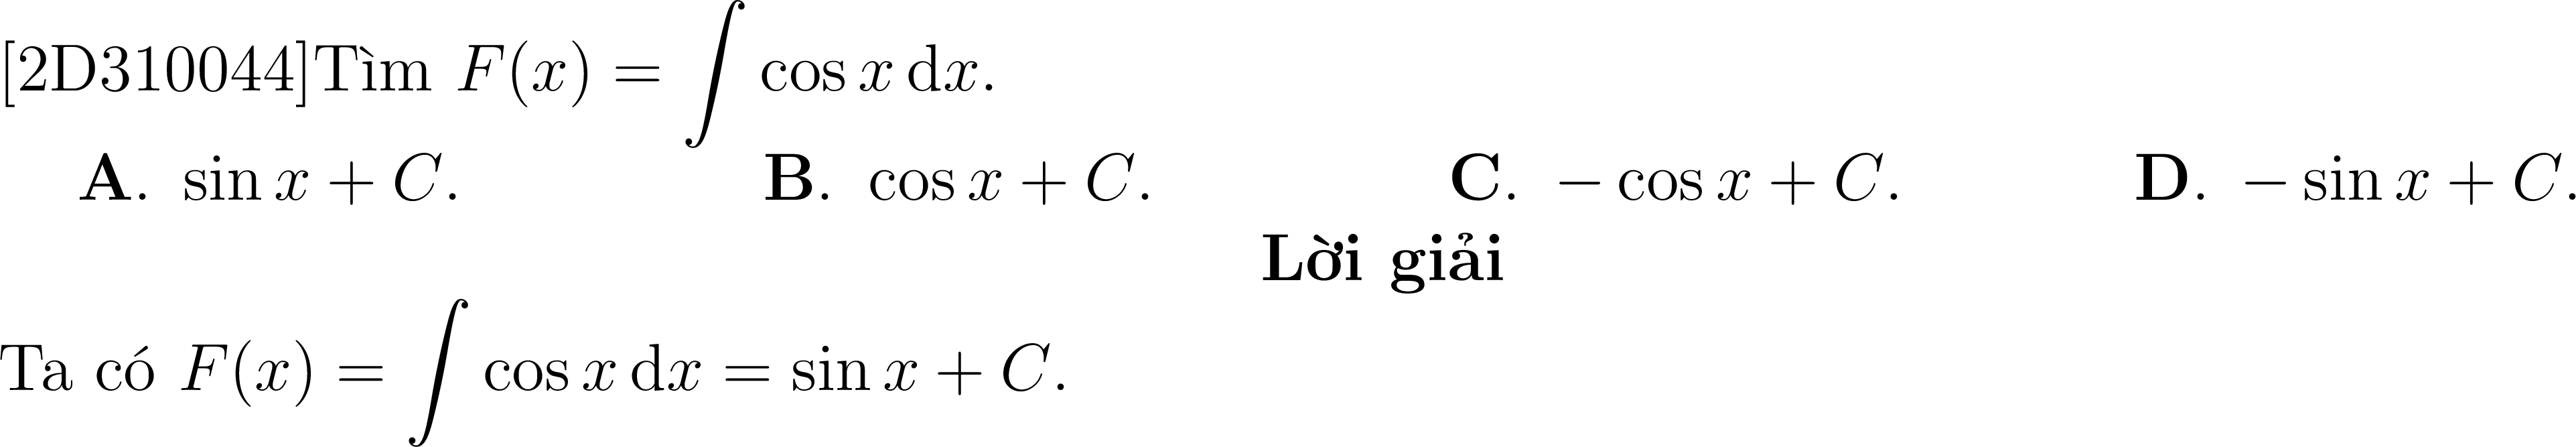 [2D310044]Tìm $F(x) = \int \cos x \, \mathrm{d}x$.
A. $\sin x + C$. B. $\cos x + C$. C. $-\cos x + C$. D. $-\sin x + C$.
Lời giải
Ta có $F(x) = \int \cos x \, \mathrm{d}x = \sin x + C$.